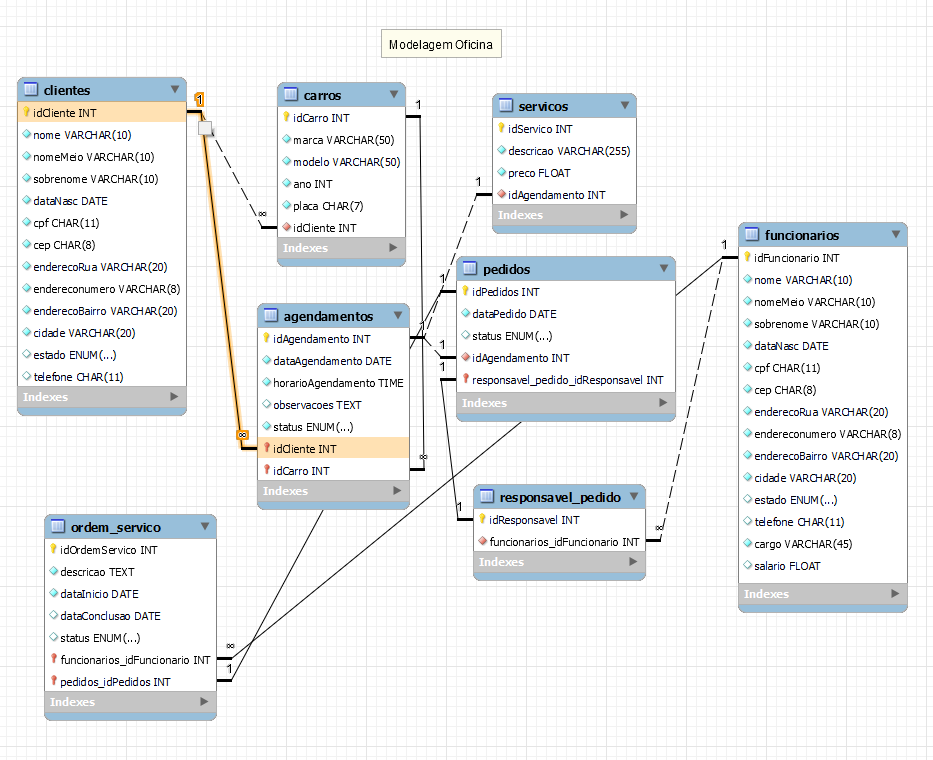 Modelagem Oficina
clientes
idCliente INT
nome VARCHAR(10)
nomeMeio VARCHAR(10)
sobrenome VARCHAR(10)
dataNasc DATE
cpf CHAR(11)
cep CHAR(8)
enderecoRua VARCHAR(20)
endereconumero VARCHAR(8)
enderecoBairro VARCHAR(20)
cidade VARCHAR(20)
estado ENUM(...)
telefone CHAR(11)
Indexes
1
∞
carros
idCarro INT
marca VARCHAR(50)
modelo VARCHAR(50)
ano INT
placa CHAR(7)
idCliente INT
Indexes
1
∞
servicos
idServico INT
descricao VARCHAR(255)
preco FLOAT
idAgendamento INT
Indexes
1
agendamentos
idAgendamento INT
dataAgendamento DATE
horarioAgendamento TIME
observacoes TEXT
status ENUM(...)
idCliente INT
idCarro INT
Indexes
1
∞
pedidos
idPedidos INT
dataPedido DATE
status ENUM(...)
idAgendamento INT
responsavel_pedido_idResponsavel INT
Indexes
1
1
1
funcionarios
idFuncionario INT
nome VARCHAR(10)
nomeMeio VARCHAR(10)
sobrenome VARCHAR(10)
dataNasc DATE
cpf CHAR(11)
cep CHAR(8)
enderecoRua VARCHAR(20)
endereconumero VARCHAR(8)
enderecoBairro VARCHAR(20)
cidade VARCHAR(20)
estado ENUM(...)
telefone CHAR(11)
cargo VARCHAR(45)
salario FLOAT
Indexes
1
responsavel_pedido
idResponsavel INT
funcionarios_idFuncionario INT
Indexes
1
∞
ordem_servico
idOrdemServico INT
descricao TEXT
dataInicio DATE
dataConclusao DATE
status ENUM(...)
funcionarios_idFuncionario INT
pedidos_idPedidos INT
Indexes
∞
1